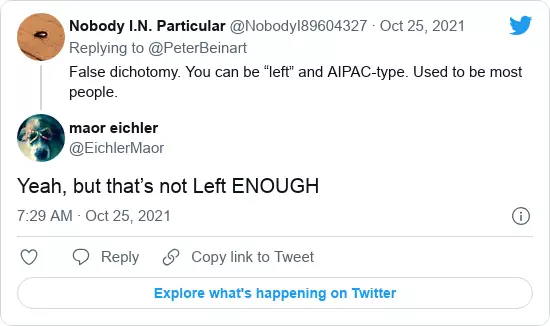 Nobody I.N. Particular @NobodyI89604327 · Oct 25, 2021
Replying to @PeterBeinart
False dichotomy. You can be “left” and AIPAC-type. Used to be most
people.
maor eichler
@EichlerMaor
Yeah, but that’s not Left ENOUGH
7:29 AM · Oct 25, 2021
Reply
Copy link to Tweet
Explore what's happening on Twitter